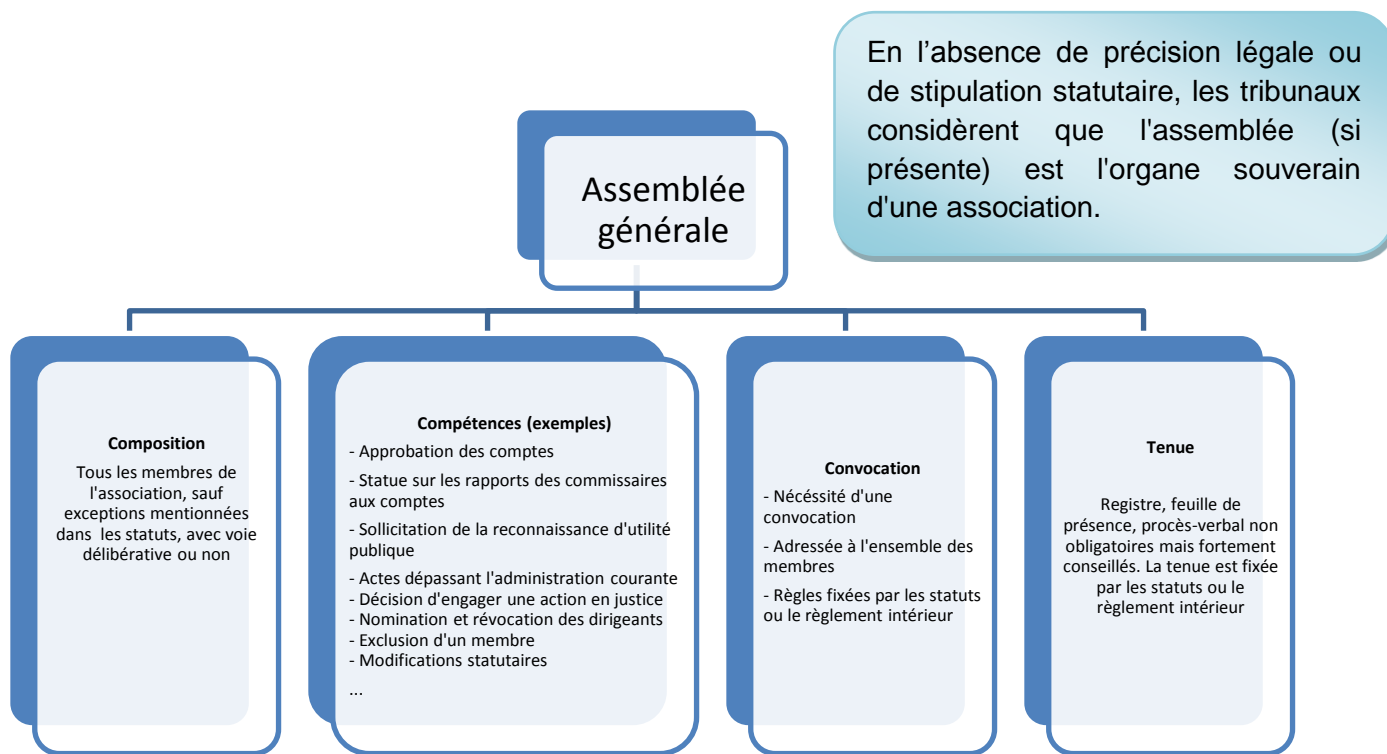 En l’absence de précision légale ou
de stipulation statutaire, les tribunaux
considèrent que l'assemblée (si
présente) est l'organe souverain
d'une association.
Assemblée
générale
Composition
Tous les membres de
l'association, sauf
exceptions mentionnées
dans les statuts, avec voie
délibérative ou non
Compétences (exemples)
- Approbation des comptes
- Statue sur les rapports des commissaires
aux comptes
- Sollicitation de la reconnaissance d'utilité
publique
- Actes dépassant l'administration courante
- Décision d'engager une action en justice
- Nomination et révocation des dirigeants
- Exclusion d'un membre
- Modifications statutaires
...
Convocation
- Nécéssité d'une
convocation
- Adressée à l'ensemble des
membres
- Règles fixées par les statuts
ou le règlement intérieur
Tenue
Registre, feuille de
présence, procès-verbal non
obligatoires mais fortement
conseillés. La tenue est fixée
par les statuts ou le
règlement intérieur